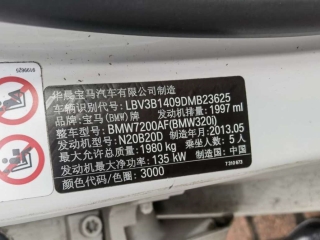 华晨宝马汽车有限公司制造
车辆识别代号: LBV3B1409DMB23625
品牌: 宝马(BMW)牌 发动机排量: 1997 ml
整车型号: BMW7200AF(BMW320i)
发动机型号: N20B20D 制造年月: 2013.05
最大允许总质量: 1980 kg 乘坐人数: 5 人
发动机最大净功率: 135 kW 制造国: 中国
颜色代码/色号: 3000
7 310 873